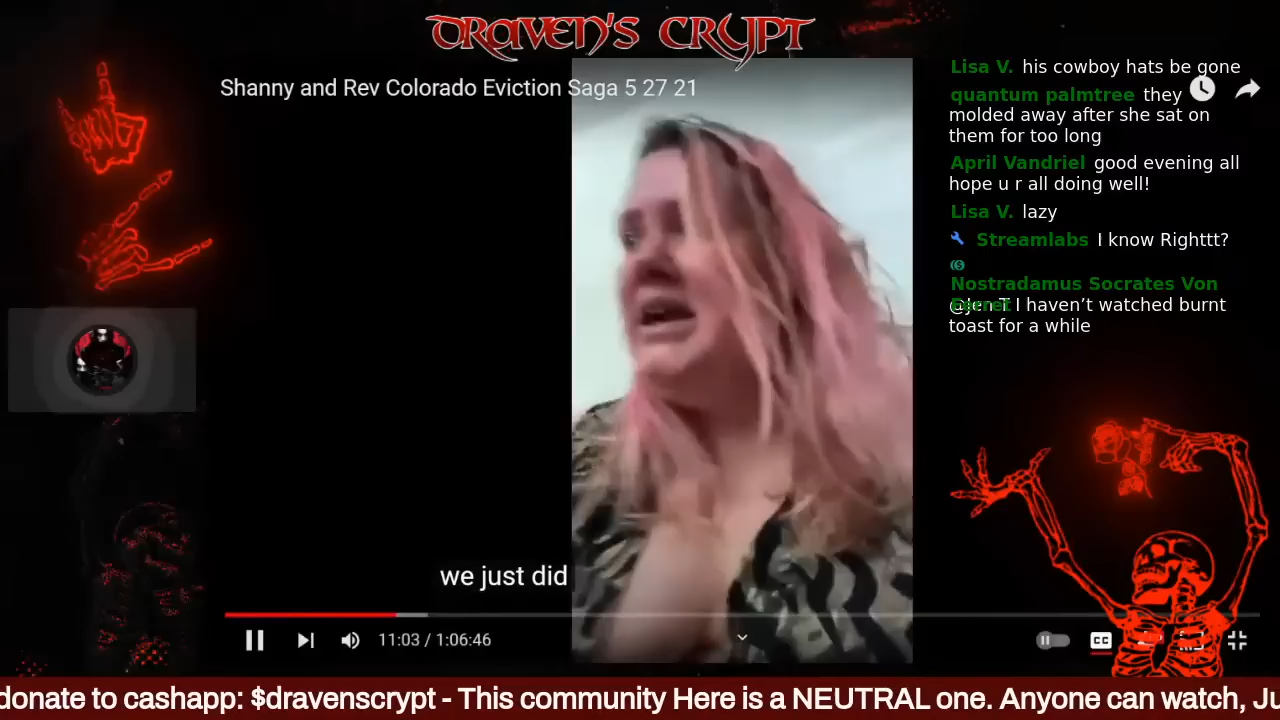 DRAVEN'S CRYPT
Shanny and Rev Colorado Eviction Saga 5 27 21
Lisa V. his cowboy hats be gone
quantum palmtree they
molded away after she sat on
them for too long
April Vandriel good evening all
hope u r all doing well!
Lisa V. lazy
Streamlabs I know Righttt?
Nostradamus Socrates Von
Ferret
@jen T I haven't watched burnt
toast for a while
we just did
11:03 / 1:06:46
CC
donate to cashapp: $dravenscrypt - This community Here is a NEUTRAL one. Anyone can watch, Ju